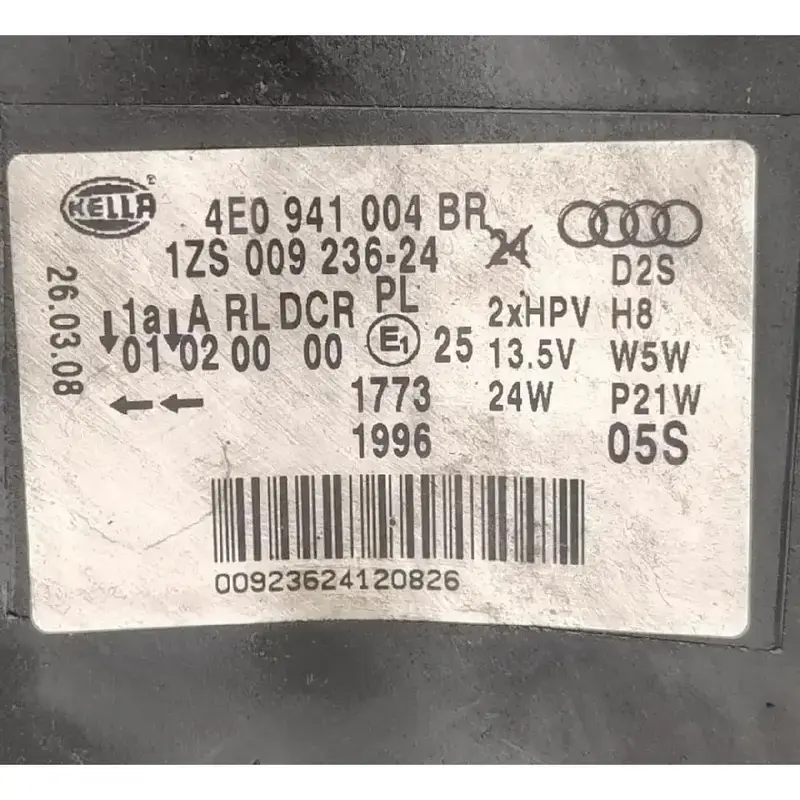 HELLA ®
4E0 941 004 BR
1ZS 009 236-24 24
26.03.08
D2S
1a A RL DCR PL 2xHPV H8
01 02 00 00 E1 25 13.5V W5W
1773 24W P21W
1996 05S
00923624120826